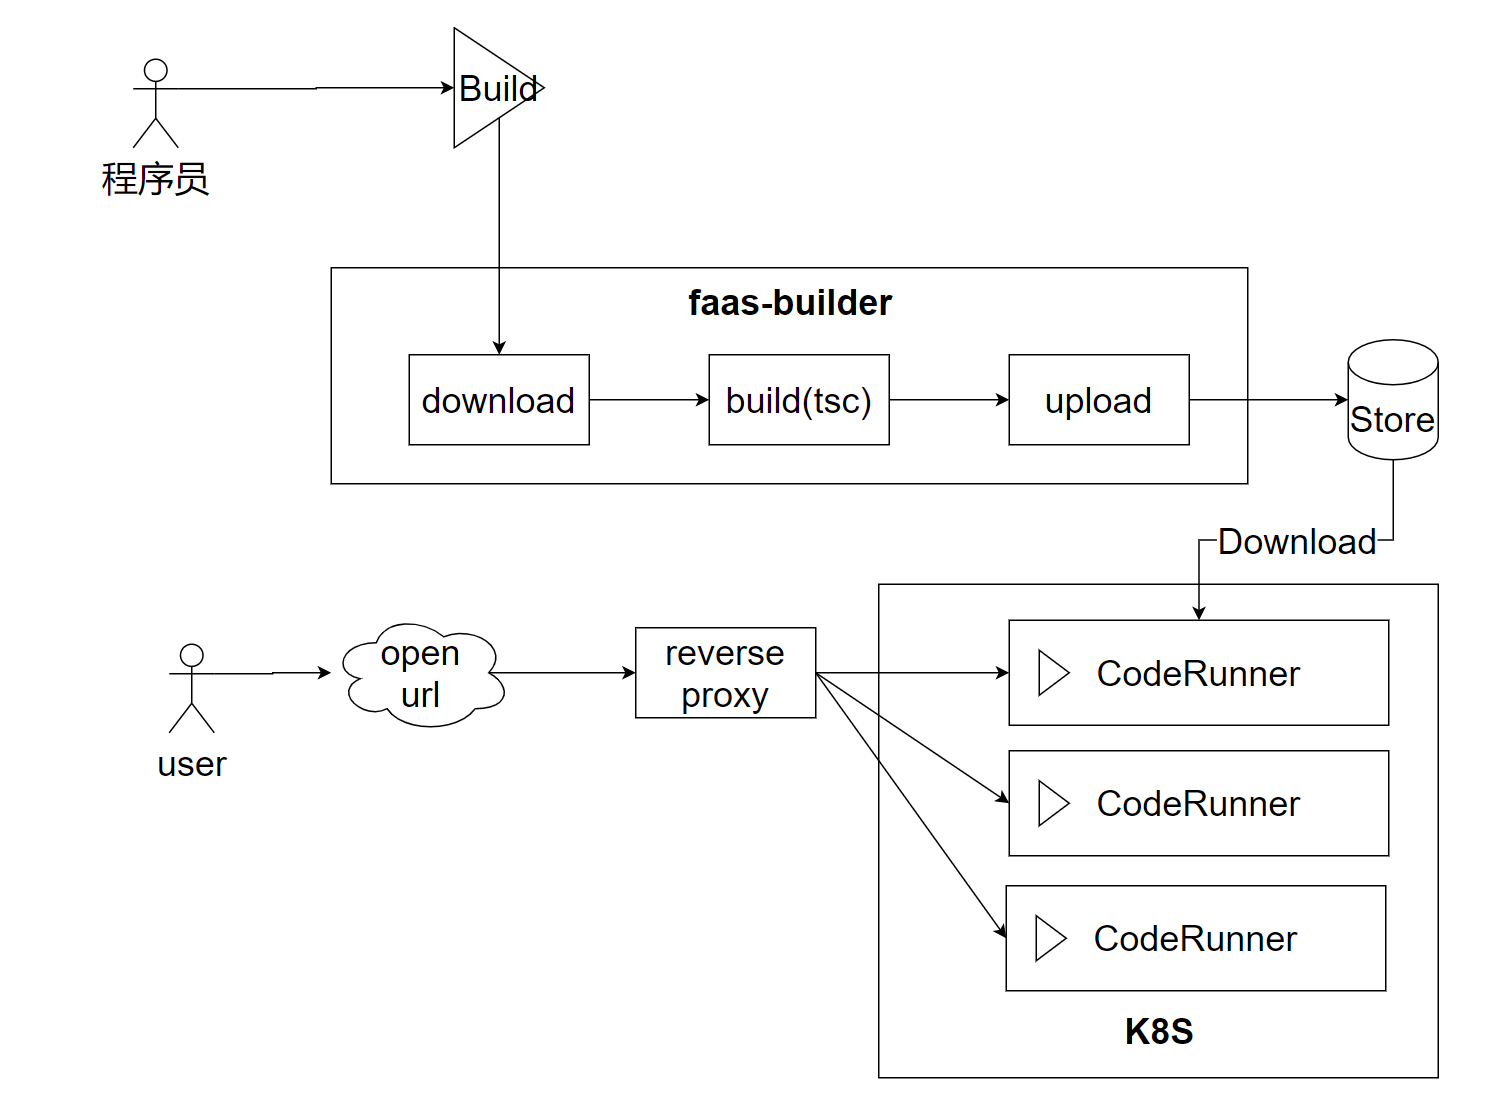 Build
程序员
faas-builder
download
build(tsc)
upload
Store
Download
open
url
reverse
proxy
CodeRunner
user
CodeRunner
CodeRunner
K8S